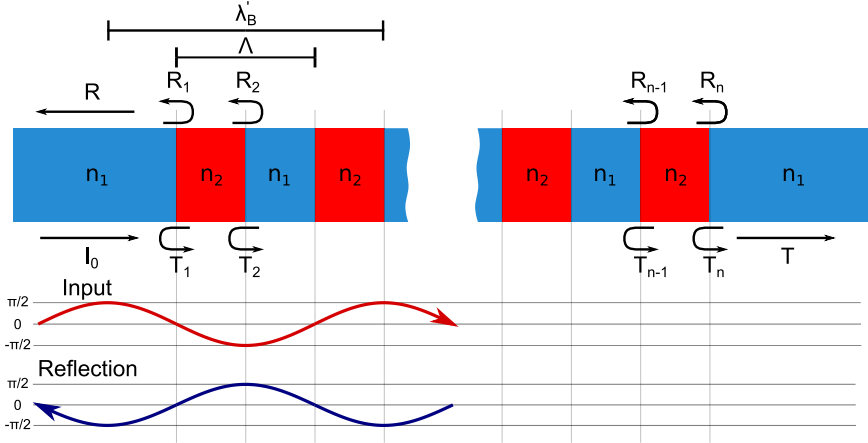 λ'B
Λ
R R1 R2 Rn-1 Rn
n1 n2 n1 n2 n2 n1 n2 n1
I0 T1 T2 Tn-1 Tn T
Input
π/2
0
-π/2
Reflection
π/2
0
-π/2